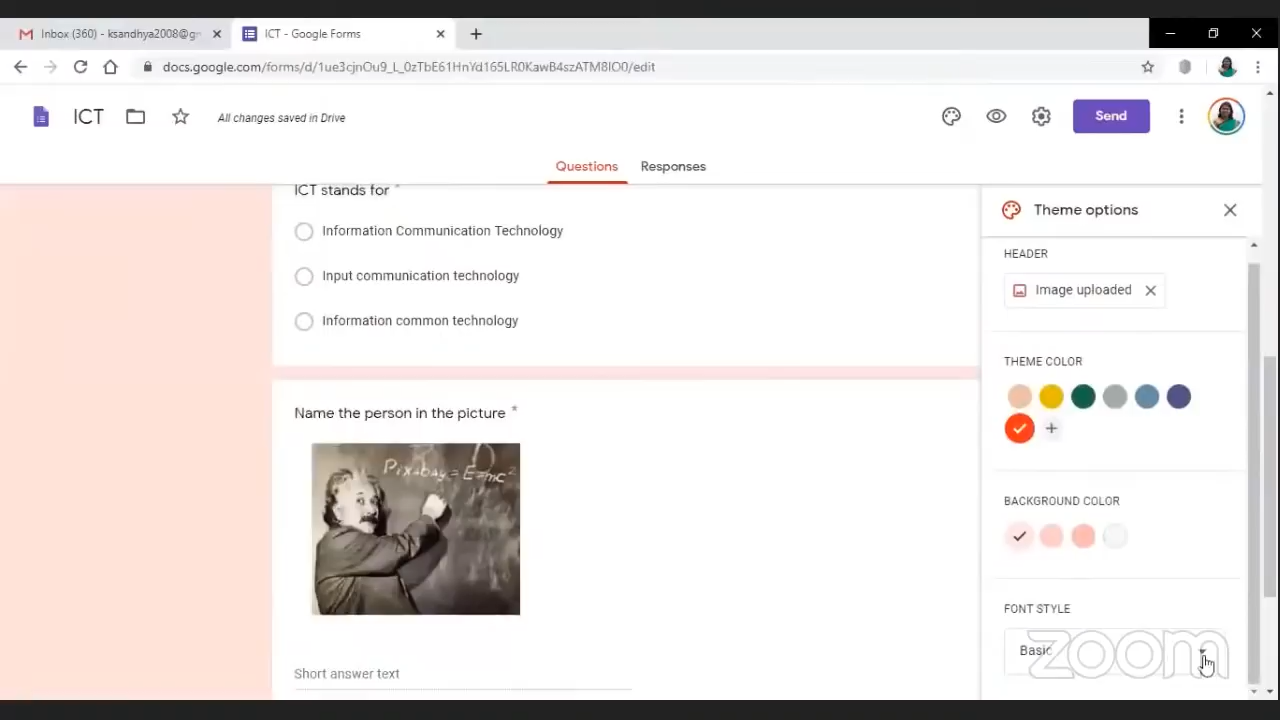 Inbox (360) - ksandhya2008@gm
ICT - Google Forms
docs.google.com/forms/d/1ue3cjnOu9_L_0zTbE61HnYd165LR0KawB4szATM8IO0/edit
ICT
All changes saved in Drive
Send
Questions
Responses
ICT stands for *
Information Communication Technology
Input communication technology
Information common technology
Name the person in the picture *
Pixabay = E=mc²
Short answer text
Theme options
HEADER
Image uploaded
THEME COLOR
BACKGROUND COLOR
FONT STYLE
Basic
zoom